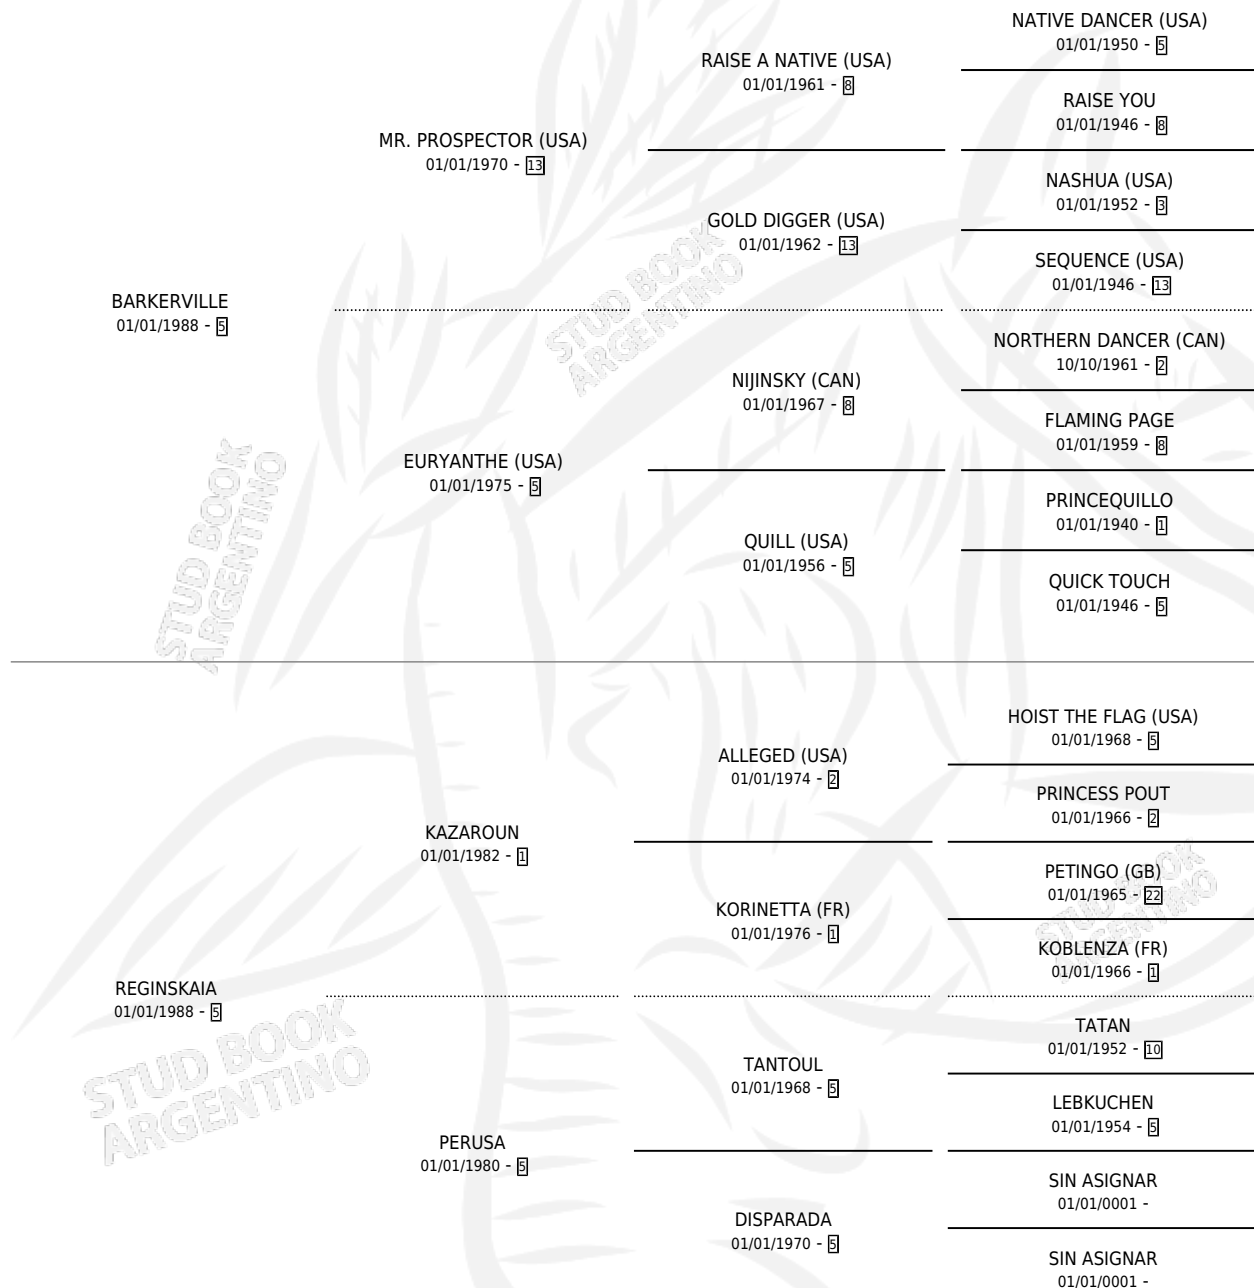 NATIVE DANCER (USA)
01/01/1950 - 5
RAISE A NATIVE (USA)
01/01/1961 - 8
RAISE YOU
01/01/1946 - 8
MR. PROSPECTOR (USA)
01/01/1970 - 13
NASHUA (USA)
01/01/1952 - 3
GOLD DIGGER (USA)
01/01/1962 - 13
SEQUENCE (USA)
01/01/1946 - 13
BARKERVILLE
01/01/1988 - 5
NORTHERN DANCER (CAN)
10/10/1961 - 2
NIJINSKY (CAN)
01/01/1967 - 8
FLAMING PAGE
01/01/1959 - 8
EURYANTHE (USA)
01/01/1975 - 5
PRINCEQUILLO
01/01/1940 - 1
QUILL (USA)
01/01/1956 - 5
QUICK TOUCH
01/01/1946 - 5
HOIST THE FLAG (USA)
01/01/1968 - 5
ALLEGED (USA)
01/01/1974 - 2
PRINCESS POUT
01/01/1966 - 2
KAZAROUN
01/01/1982 - 1
PETINGO (GB)
01/01/1965 - 22
KORINETTA (FR)
01/01/1976 - 1
KOBLENZA (FR)
01/01/1966 - 1
REGINSKAIA
01/01/1988 - 5
TATAN
01/01/1952 - 10
TANTOUL
01/01/1968 - 5
LEBKUCHEN
01/01/1954 - 5
PERUSA
01/01/1980 - 5
SIN ASIGNAR
01/01/0001 -
DISPARADA
01/01/1970 - 5
SIN ASIGNAR
01/01/0001 -
STUD BOOK
ARGENTINO
STUD BOOK
ARGENTINO
STUD BOOK
ARGENTINO
STUD BOOK
ARGENTINO